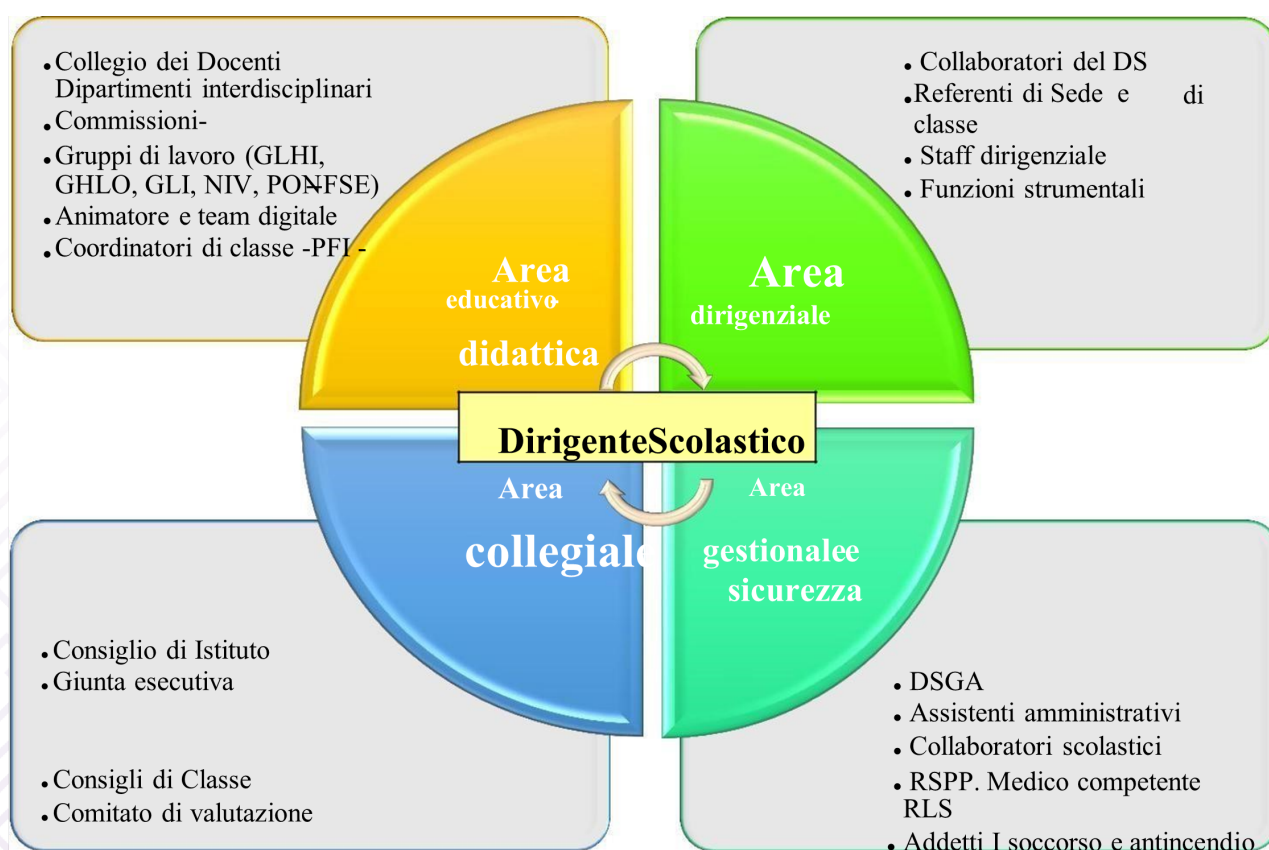 •Collegio dei Docenti
Dipartimenti interdisciplinari
•Commissioni-
•Gruppi di lavoro (GLHI,
GHLO, GLI, NIV, PON-FSE)
•Animatore e team digitale
•Coordinatori di classe -PFI -
• Collaboratori del DS
•Referenti di Sede e di
classe
• Staff dirigenziale
• Funzioni strumentali
Area
educativo-
didattica
Area
dirigenziale
DirigenteScolastico
Area
collegiale
Area
gestionalee
sicurezza
•Consiglio di Istituto
•Giunta esecutiva
•Consigli di Classe
•Comitato di valutazione
• DSGA
• Assistenti amministrativi
• Collaboratori scolastici
• RSPP. Medico competente
RLS
• Addetti I soccorso e antincendio